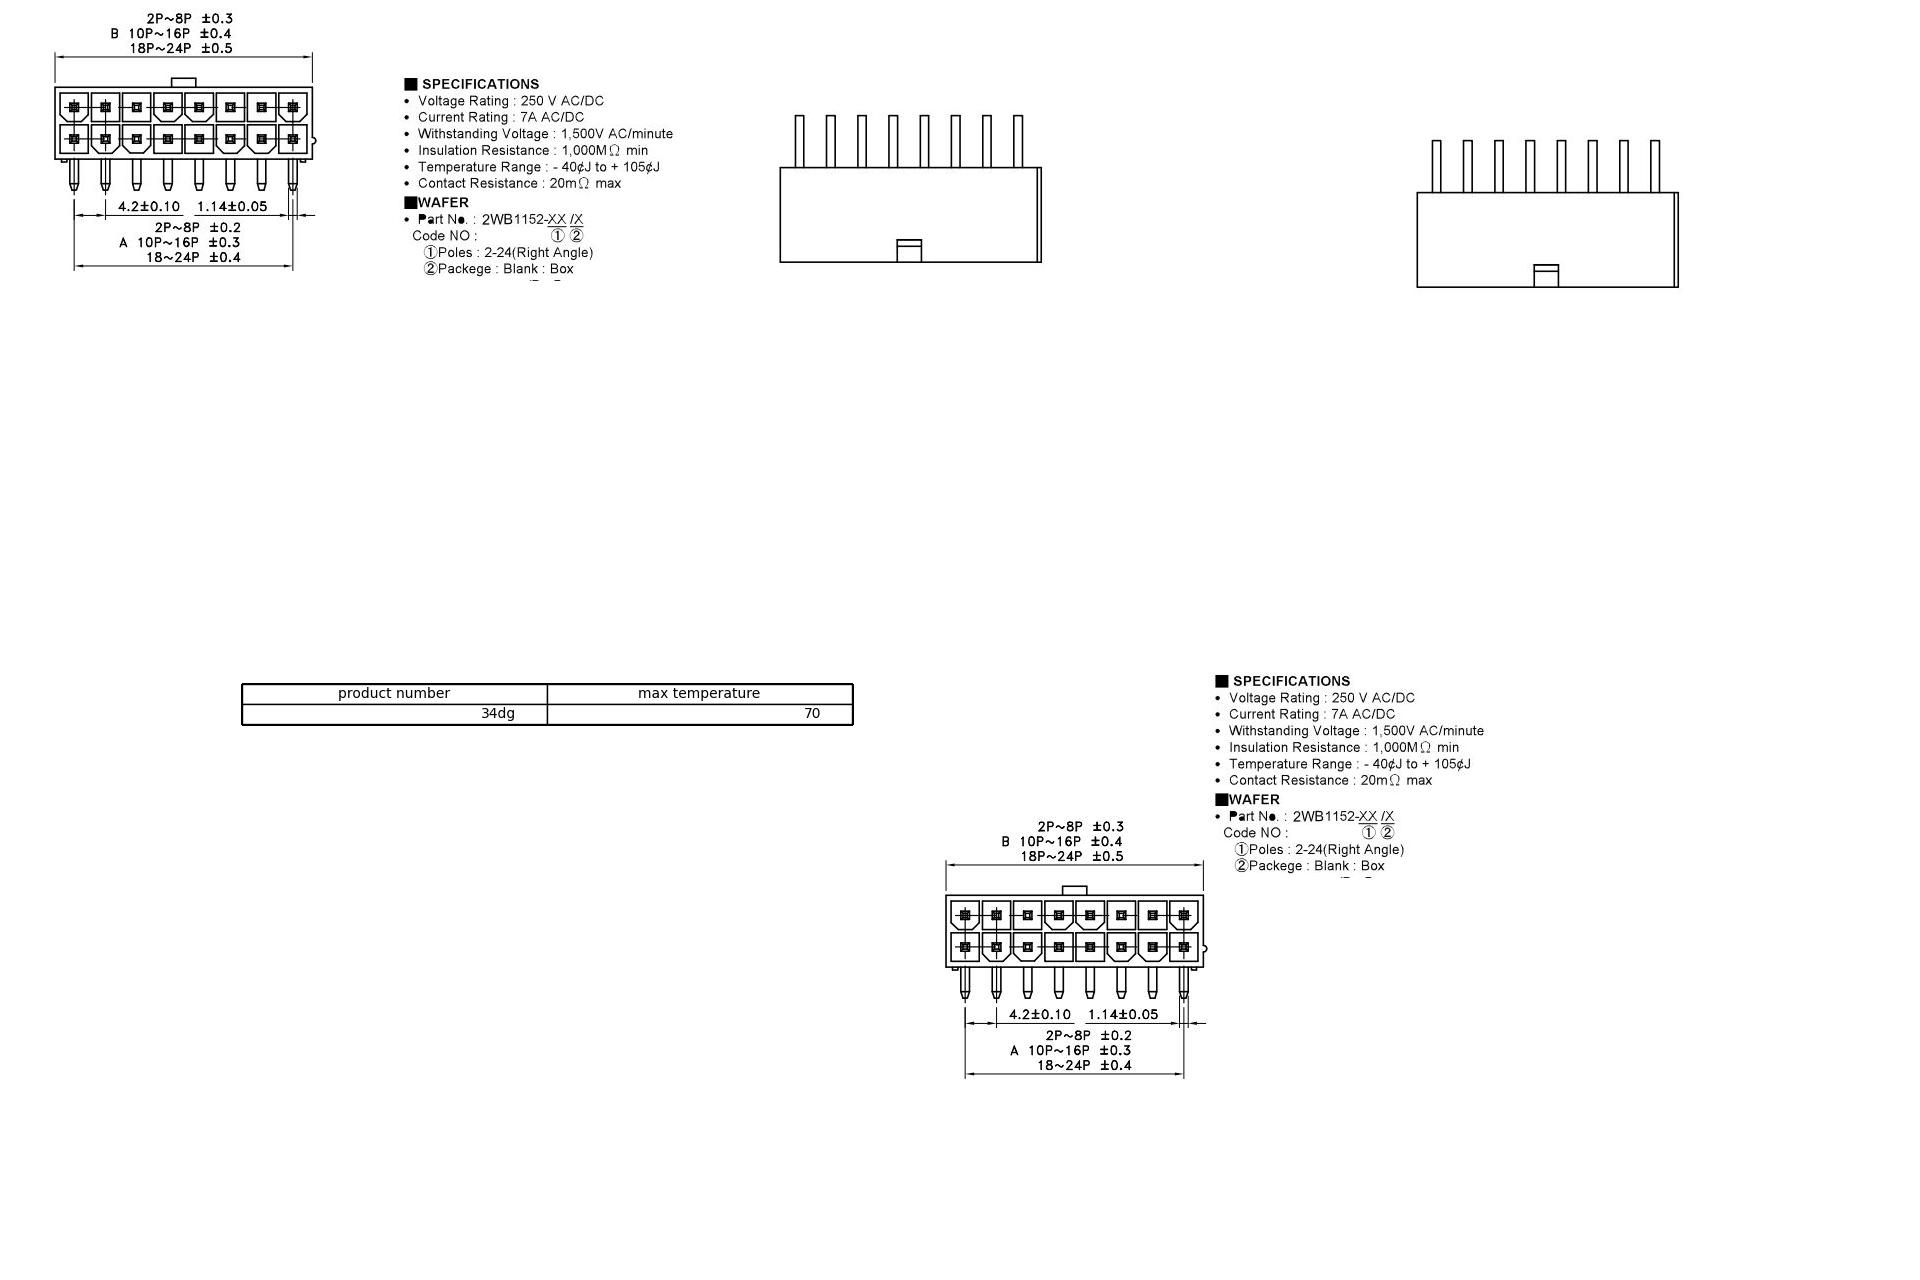 2P~8P ±0.3
B 10P~16P ±0.4
18P~24P ±0.5
4.2±0.10 1.14±0.05
2P~8P ±0.2
A 10P~16P ±0.3
18~24P ±0.4
■ SPECIFICATIONS
• Voltage Rating : 250 V AC/DC
• Current Rating : 7A AC/DC
• Withstanding Voltage : 1,500V AC/minute
• Insulation Resistance : 1,000MΩ min
• Temperature Range : - 40¢J to + 105¢J
• Contact Resistance : 20mΩ max
■WAFER
• Part No. : 2WB1152-XX /X
Code NO : ① ②
①Poles : 2-24(Right Angle)
②Packege : Blank : Box
product number max temperature
34dg 70
■ SPECIFICATIONS
• Voltage Rating : 250 V AC/DC
• Current Rating : 7A AC/DC
• Withstanding Voltage : 1,500V AC/minute
• Insulation Resistance : 1,000MΩ min
• Temperature Range : - 40¢J to + 105¢J
• Contact Resistance : 20mΩ max
■WAFER
• Part No. : 2WB1152-XX /X
Code NO : ① ②
①Poles : 2-24(Right Angle)
②Packege : Blank : Box
2P~8P ±0.3
B 10P~16P ±0.4
18P~24P ±0.5
4.2±0.10 1.14±0.05
2P~8P ±0.2
A 10P~16P ±0.3
18~24P ±0.4